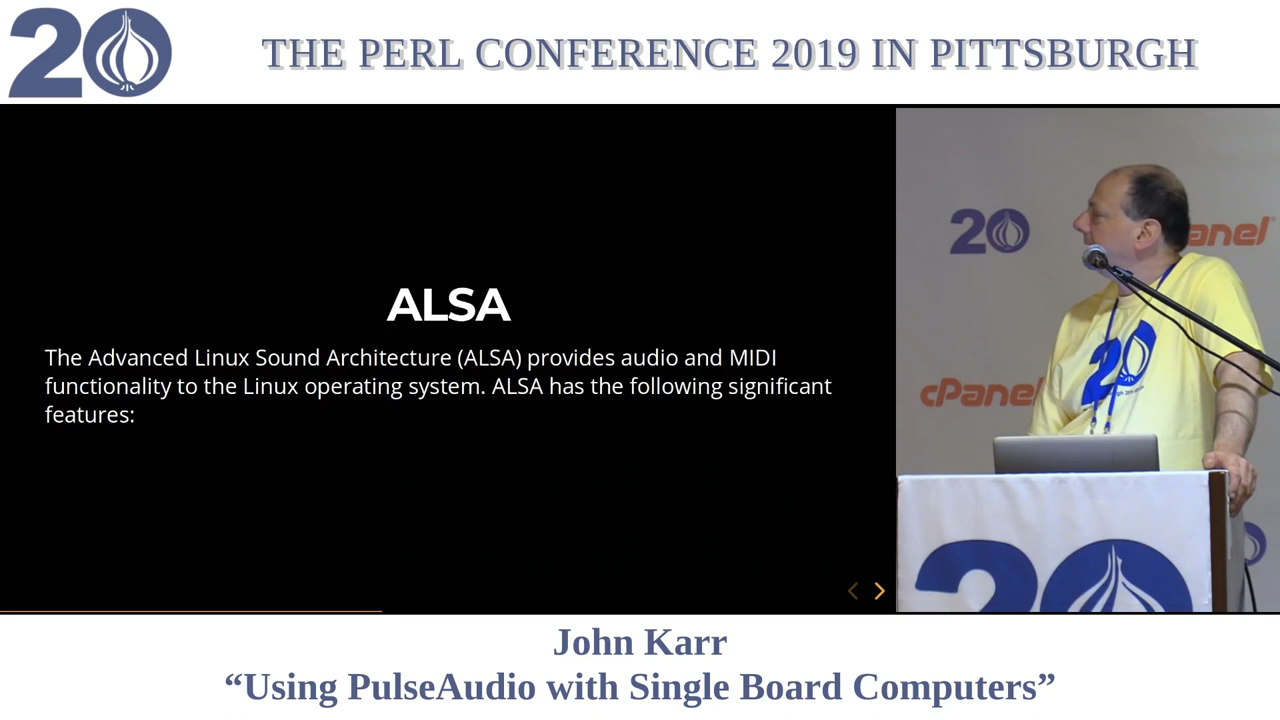 20
THE PERL CONFERENCE 2019 IN PITTSBURGH
ALSA
The Advanced Linux Sound Architecture (ALSA) provides audio and MIDI
functionality to the Linux operating system. ALSA has the following significant
features:
20
Panel
20
cPanel
20
John Karr
“Using PulseAudio with Single Board Computers”